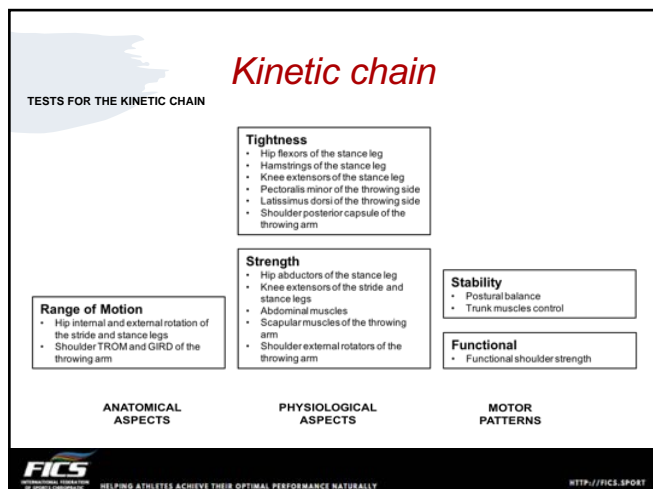 Kinetic chain
TESTS FOR THE KINETIC CHAIN
Tightness
• Hip flexors of the stance leg
• Hamstrings of the stance leg
• Knee extensors of the stance leg
• Pectoralis minor of the throwing side
• Latissimus dorsi of the throwing side
• Shoulder posterior capsule of the
throwing arm
Strength
• Hip abductors of the stance leg
• Knee extensors of the stride and
stance legs
• Abdominal muscles
• Scapular muscles of the throwing
arm
• Shoulder external rotators of the
throwing arm
Range of Motion
• Hip internal and external rotation of
the stride and stance legs
• Shoulder TROM and GIRD of the
throwing arm
Stability
• Postural balance
• Trunk muscles control
Functional
• Functional shoulder strength
ANATOMICAL
ASPECTS
PHYSIOLOGICAL
ASPECTS
MOTOR
PATTERNS
FICS
INTERNATIONAL FEDERATION
OF SPORTS CHIROPRACTIC
HELPING ATHLETES ACHIEVE THEIR OPTIMAL PERFORMANCE NATURALLY
HTTP://FICS.SPORT